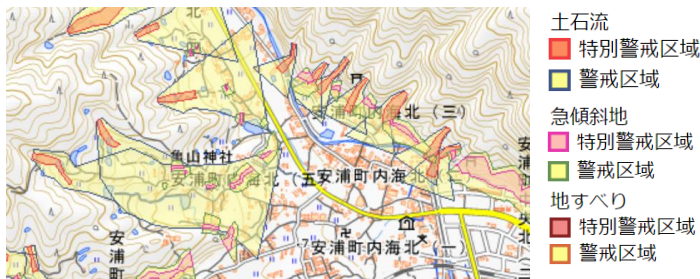 北
安浦町内海北（三）
亀山神社
安浦町内海北（五
安浦町内海北
安浦町内海北（一）
安浦町
土石流
特別警戒区域
警戒区域
急傾斜地
特別警戒区域
警戒区域
地すべり
特別警戒区域
警戒区域